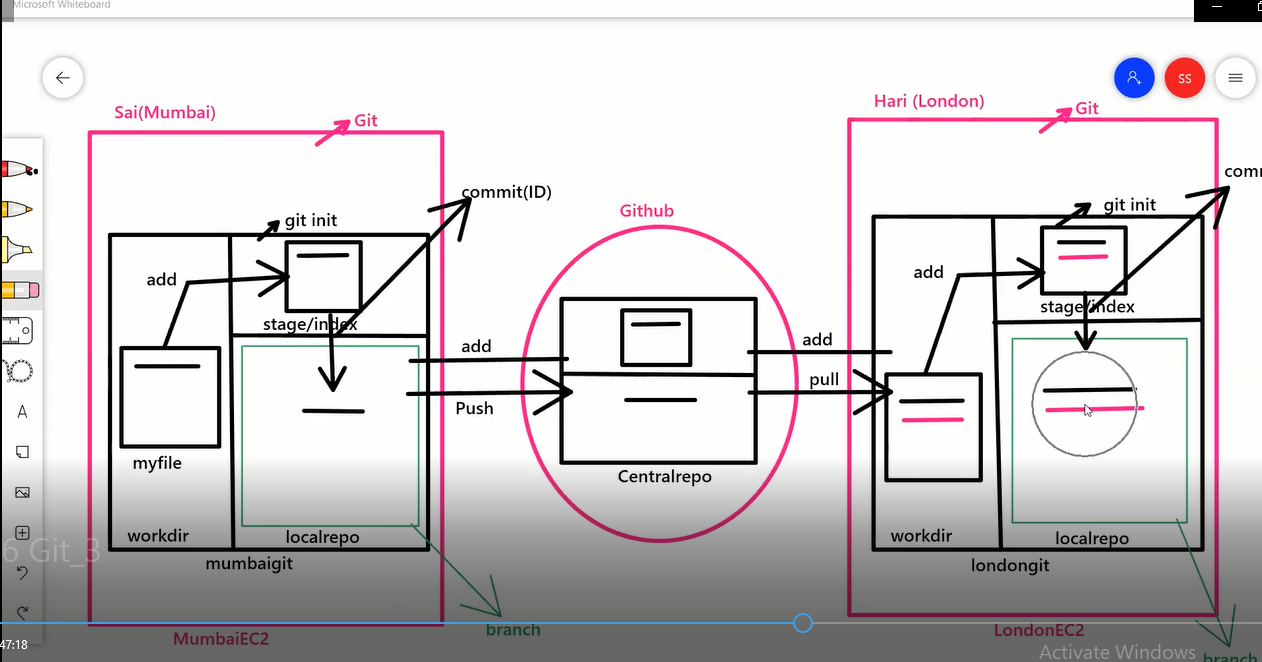 Microsoft Whiteboard
SS
Sai(Mumbai)
Git
Hari (London)
Git
commit(ID)
comm
Github
git init
git init
add
add
stage/index
stage/index
add
add
Push
pull
A
myfile
Centralrepo
workdir
localrepo
workdir
localrepo
6 Git_3
mumbaigit
londongit
branch
MumbaiEC2
LondonEC2
47:18
Activate Windows
branch